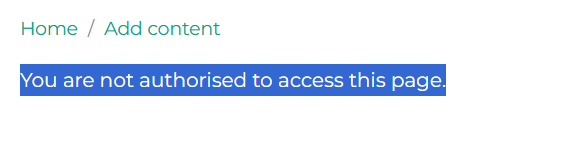 Home / Add content
You are not authorised to access this page.